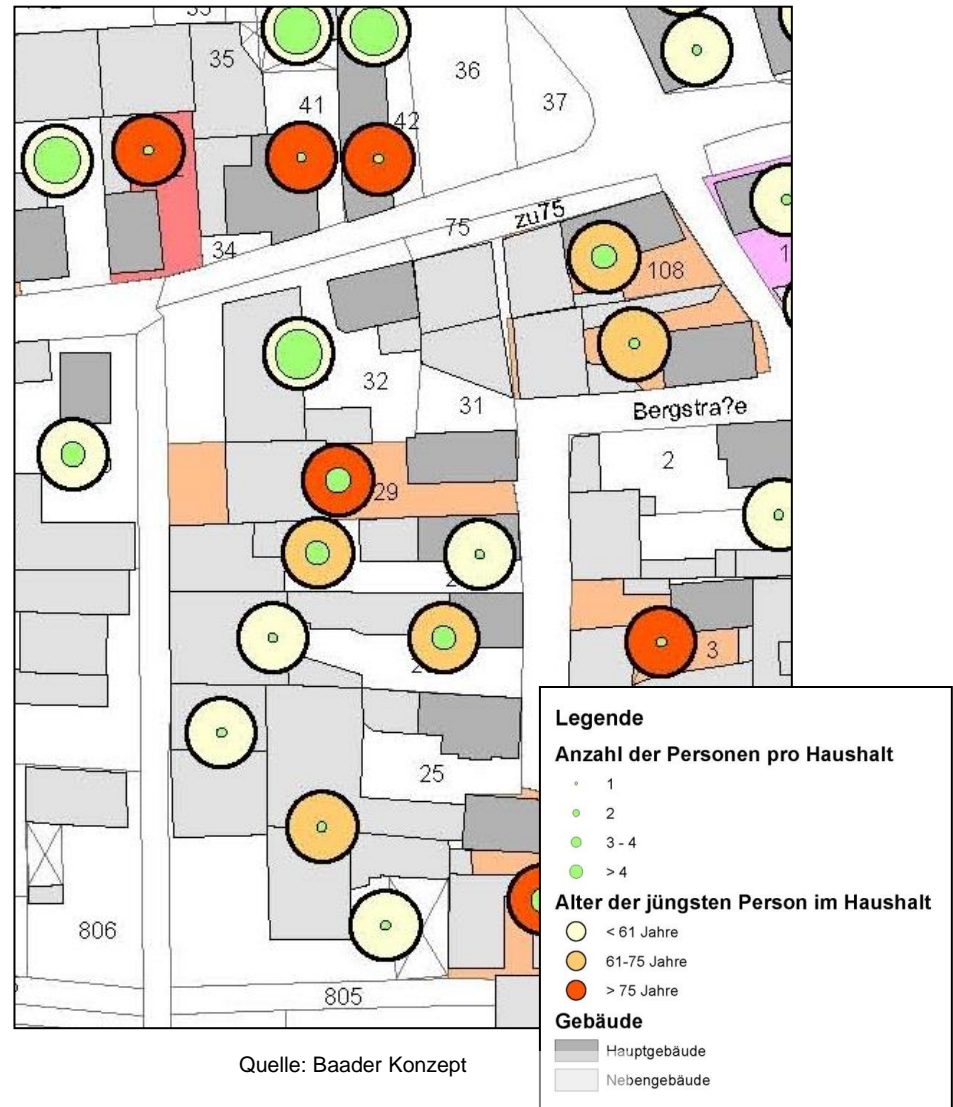 35
36
37
41
42
34
75
zu75
108
1
32
31
Bergstra?e
2
29
3
25
806
805
Legende
Anzahl der Personen pro Haushalt
1
2
3 - 4
> 4
Alter der jüngsten Person im Haushalt
< 61 Jahre
61-75 Jahre
> 75 Jahre
Gebäude
Hauptgebäude
Nebengebäude
Quelle: Baader Konzept